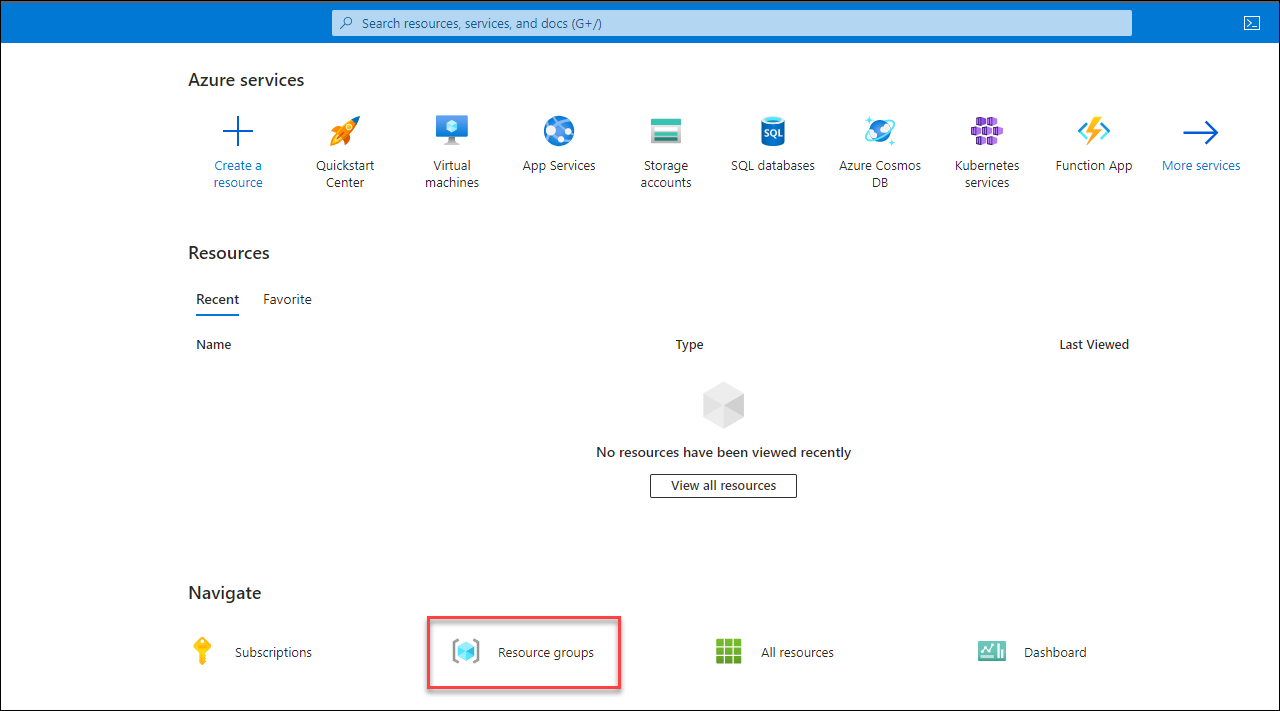 Search resources, services, and docs (G+/)
Azure services
Create a
resource
Quickstart
Center
Virtual
machines
App Services
Storage
accounts
SQL
SQL databases
Azure Cosmos
DB
Kubernetes
services
Function App
More services
Resources
Recent
Favorite
Name
Type
Last Viewed
No resources have been viewed recently
View all resources
Navigate
Subscriptions
Resource groups
All resources
Dashboard